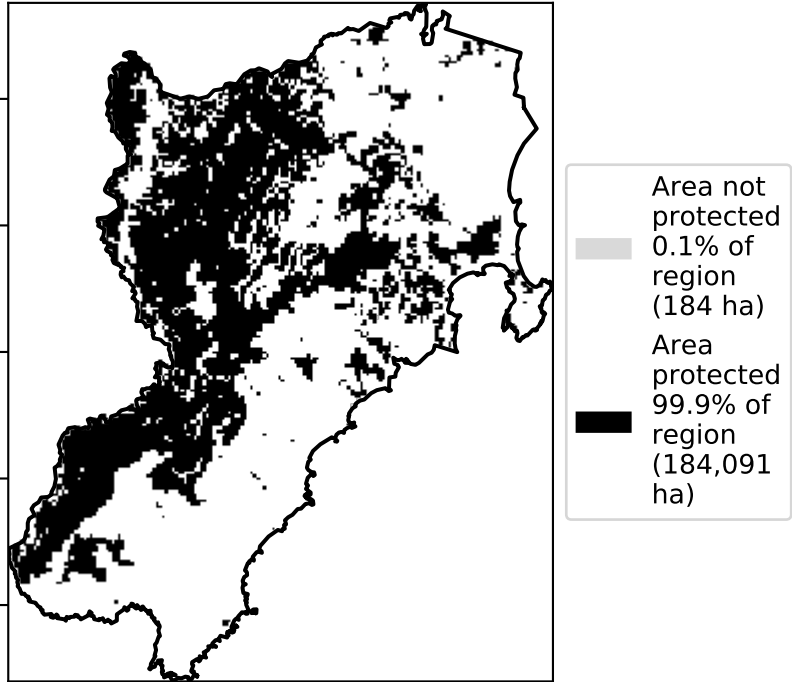 Area not
protected
0.1% of
region
(184 ha)
Area
protected
99.9% of
region
(184,091
ha)